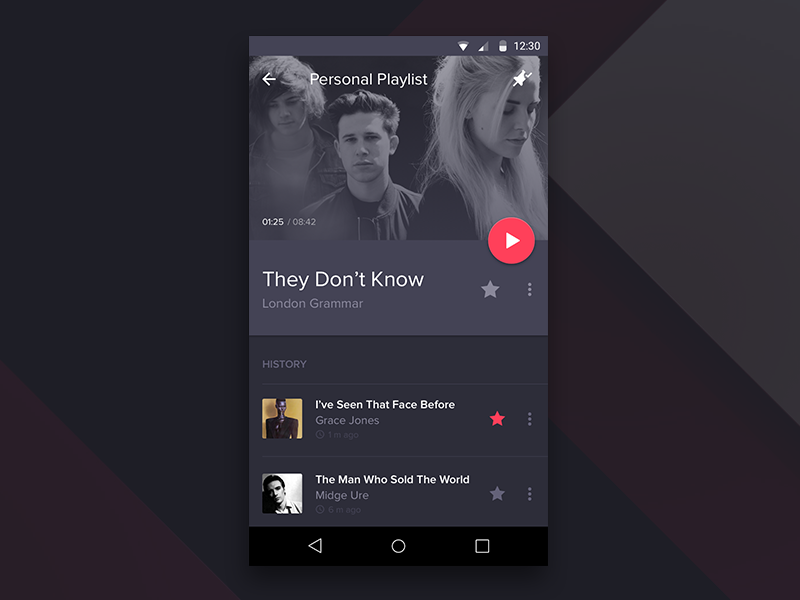 12:30
Personal Playlist
01:25 / 08:42
They Don’t Know
London Grammar
HISTORY
I’ve Seen That Face Before
Grace Jones
1 m ago
The Man Who Sold The World
Midge Ure
6 m ago